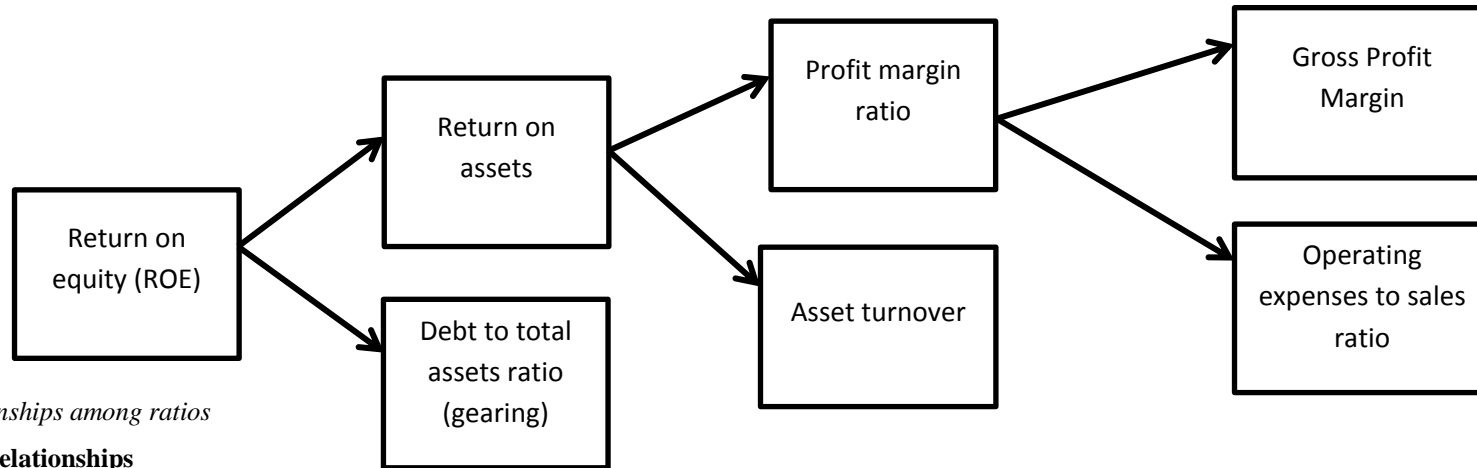 Return on
equity (ROE)
Return on
assets
Debt to total
assets ratio
(gearing)
Profit margin
ratio
Asset turnover
Gross Profit
Margin
Operating
expenses to sales
ratio
nships among ratios
elationships